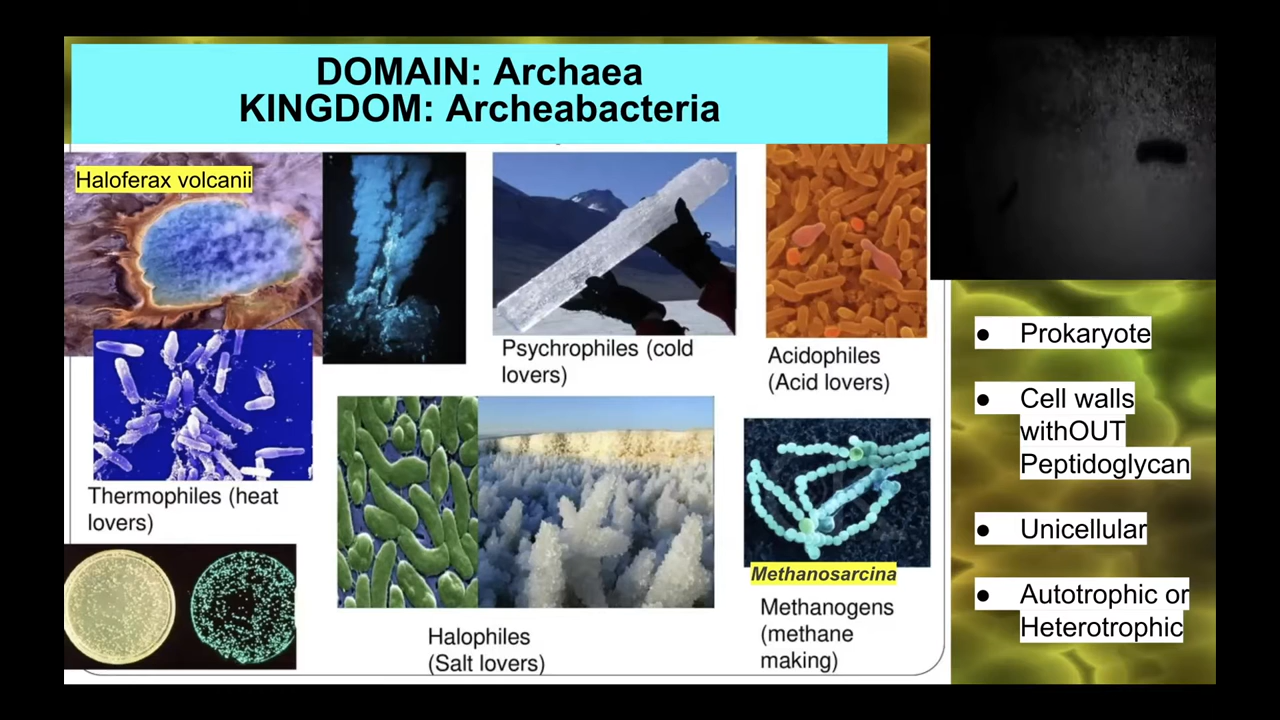 DOMAIN: Archaea
KINGDOM: Archeabacteria
Haloferax volcanii
Psychrophiles (cold
lovers)
Acidophiles
(Acid lovers)
Thermophiles (heat
lovers)
Halophiles
(Salt lovers)
Methanosarcina
Methanogens
(methane
making)
● Prokaryote
● Cell walls
withOUT
Peptidoglycan
● Unicellular
● Autotrophic or
Heterotrophic